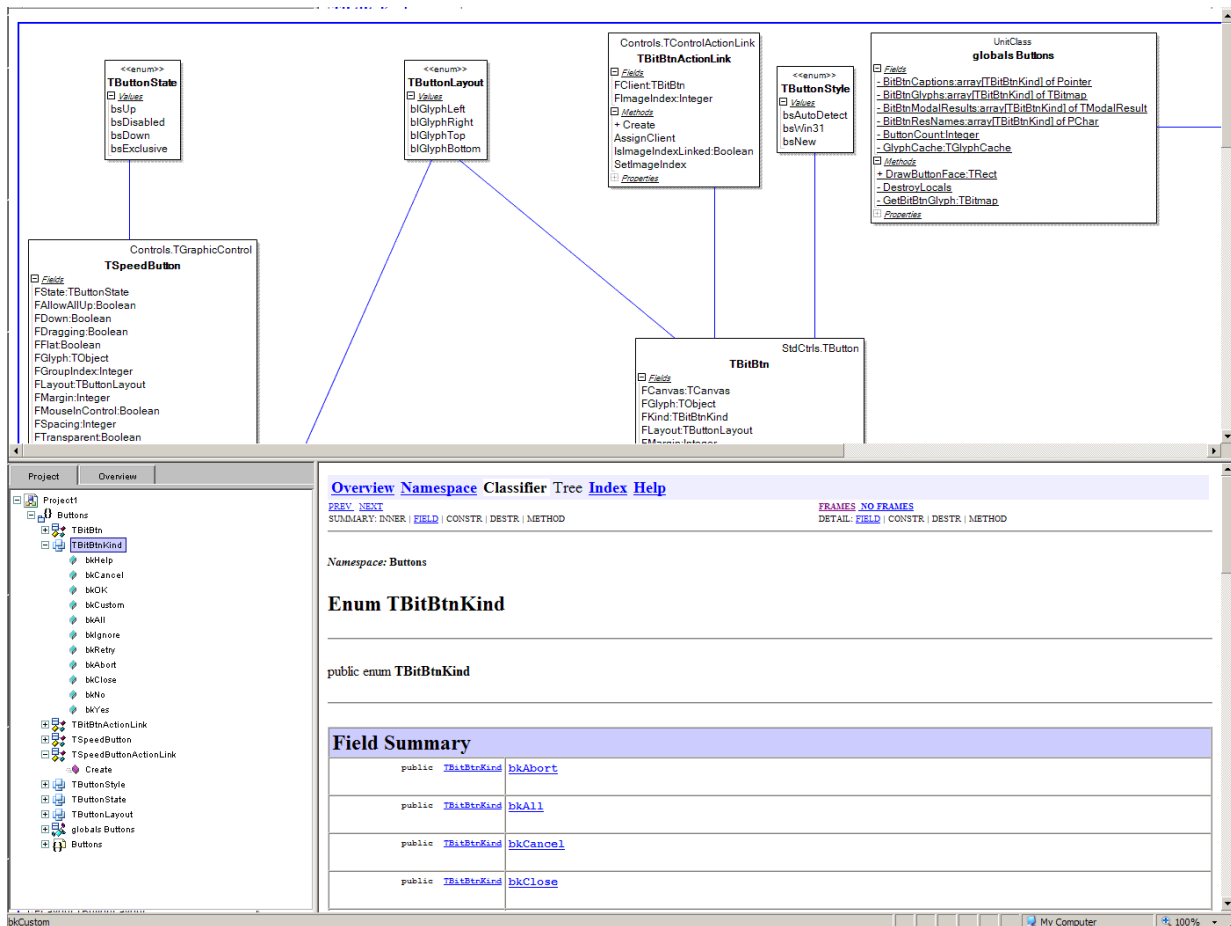 <<enum>>
TButtonState
Values
bsUp
bsDisabled
bsDown
bsExclusive
<<enum>>
TButtonLayout
Values
blGlyphLeft
blGlyphRight
blGlyphTop
blGlyphBottom
Controls.TControlActionLink
TBitBtnActionLink
Fields
FClient:TBitBtn
FImageIndex:Integer
Methods
+ Create
AssignClient
IsImageIndexLinked:Boolean
SetImageIndex
Properties
<<enum>>
TButtonStyle
Values
bsAutoDetect
bsWin31
bsNew
UnitClass
globals Buttons
Fields
- BitBtnCaptions:array[TBitBtnKind] of Pointer
- BitBtnGlyphs:array[TBitBtnKind] of TBitmap
- BitBtnModalResults:array[TBitBtnKind] of TModalResult
- BitBtnResNames:array[TBitBtnKind] of PChar
- ButtonCount:Integer
- GlyphCache:TGlyphCache
Methods
+ DrawButtonFace:TRect
- DestroyLocals
- GetBitBtnGlyph:TBitmap
Properties
Controls.TGraphicControl
TSpeedButton
Fields
FState:TButtonState
FAllowAllUp:Boolean
FDown:Boolean
FDragging:Boolean
FFlat:Boolean
FGlyph:TObject
FGroupIndex:Integer
FLayout:TButtonLayout
FMargin:Integer
FMouseInControl:Boolean
FSpacing:Integer
FTransparent:Boolean
StdCtrls.TButton
TBitBtn
Fields
FCanvas:TCanvas
FGlyph:TObject
FKind:TBitBtnKind
FLayout:TButtonLayout
FMargin:Integer
Project Overview
Project1
Buttons
TBitBtn
TBitBtnKind
bkHelp
bkCancel
bkOK
bkCustom
bkAll
bkIgnore
bkRetry
bkAbort
bkClose
bkNo
bkYes
TBitBtnActionLink
TSpeedButton
TSpeedButtonActionLink
Create
TButtonStyle
TButtonState
TButtonLayout
globals Buttons
Buttons
Overview Namespace Classifier Tree Index Help
PREV NEXT FRAMES NO FRAMES
SUMMARY: INNER | FIELD | CONSTR | DESTR | METHOD DETAIL: FIELD | CONSTR | DESTR | METHOD
Namespace: Buttons
Enum TBitBtnKind
public enum TBitBtnKind
Field Summary
public TBitBtnKind bkAbort
public TBitBtnKind bkAll
public TBitBtnKind bkCancel
public TBitBtnKind bkClose
bkCustom My Computer 100%